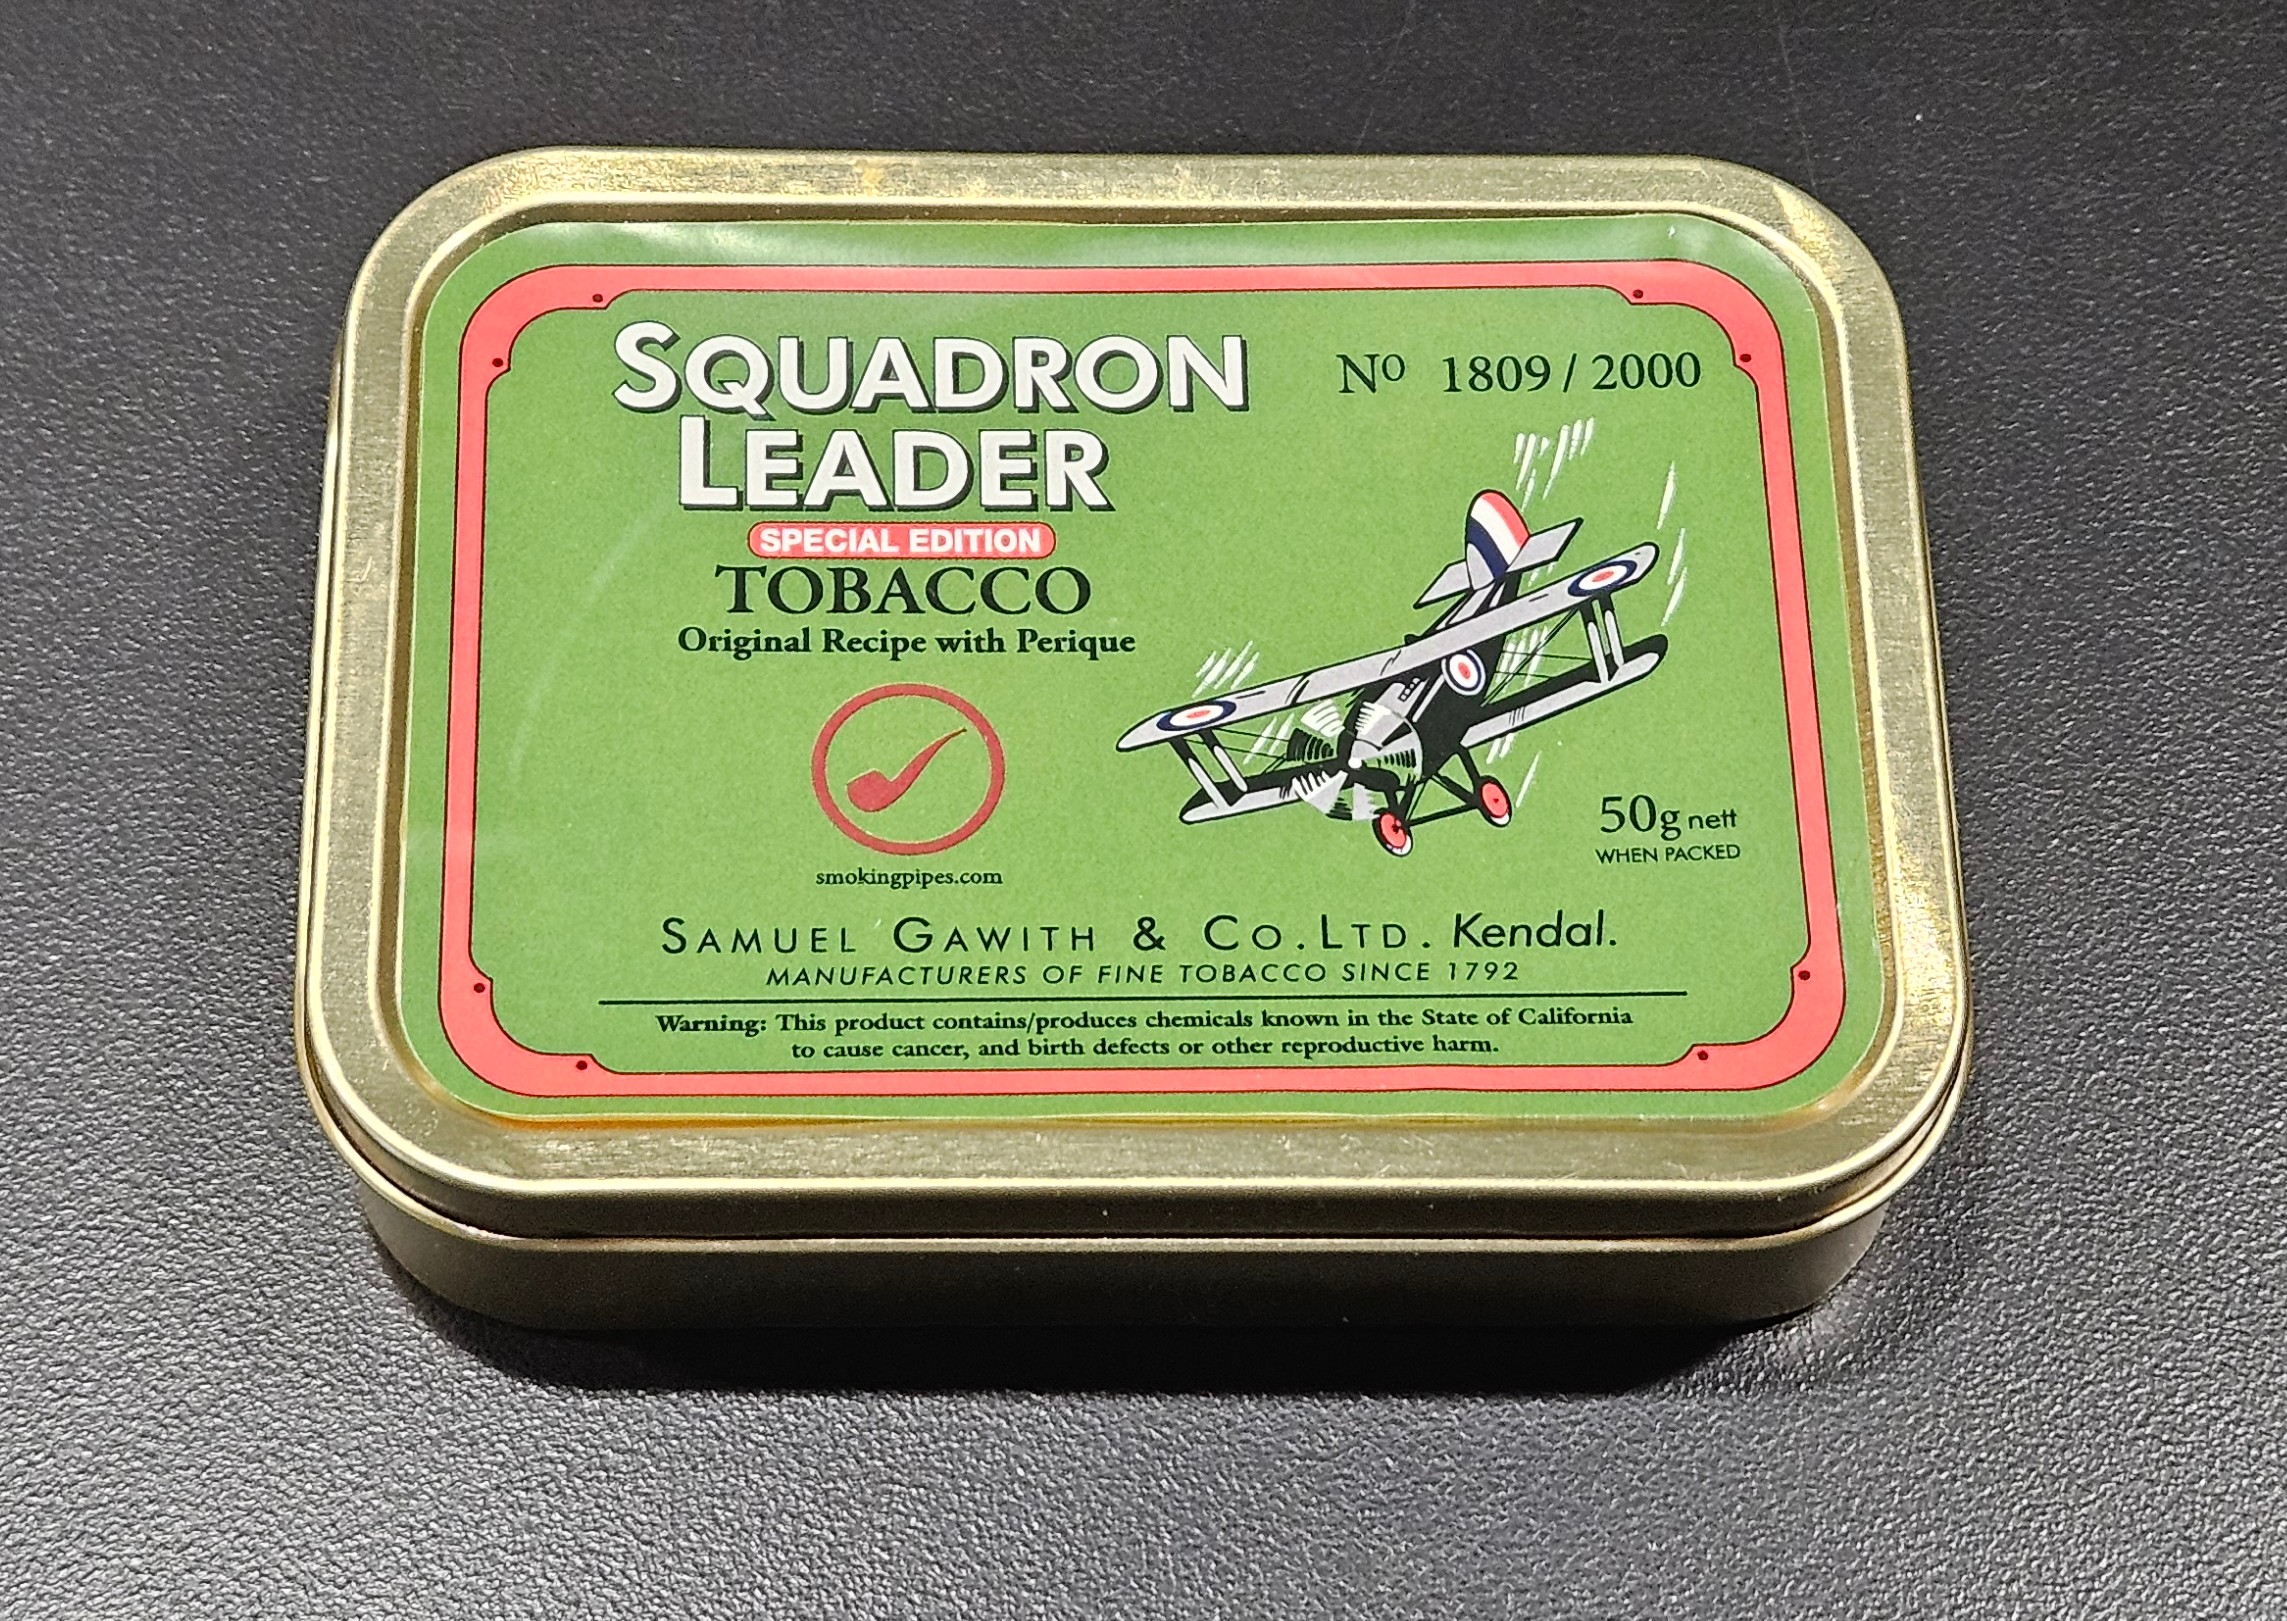 SQUADRON
LEADER
Nº 1809 / 2000
SPECIAL EDITION
TOBACCO
Original Recipe with Perique
smokingpipes.com
50g nett
WHEN PACKED
SAMUEL GAWITH & CO. LTD. Kendal.
MANUFACTURERS OF FINE TOBACCO SINCE 1792
Warning: This product contains/produces chemicals known in the State of California
to cause cancer, and birth defects or other reproductive harm.